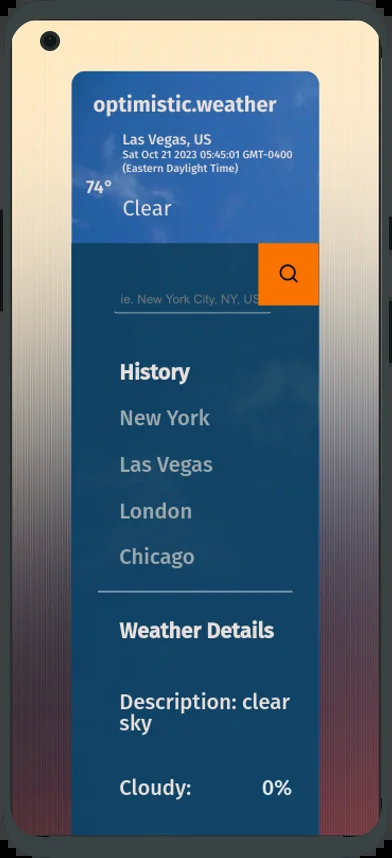 optimistic.weather
Las Vegas, US
Sat Oct 21 2023 05:45:01 GMT-0400
(Eastern Daylight Time)
74°
Clear
ie. New York City, NY, US
History
New York
Las Vegas
London
Chicago
Weather Details
Description: clear
sky
Cloudy: 0%